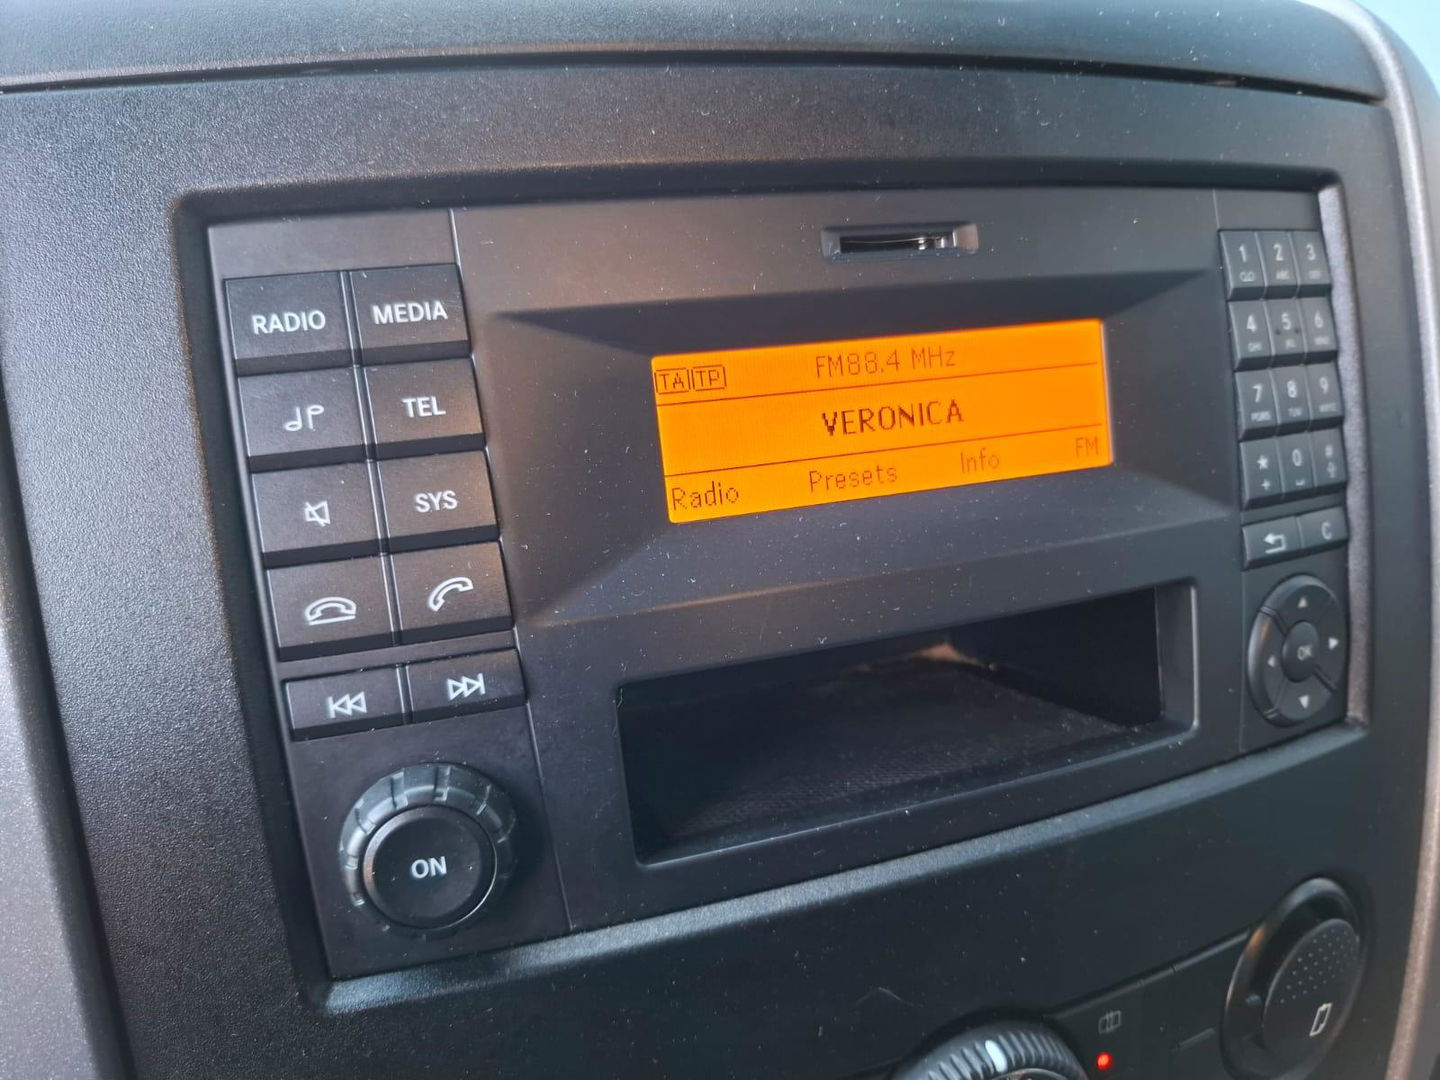 RADIO MEDIA
TEL
SYS
ON
TA TP FM88.4 MHz
VERONICA
Radio Presets Info FM
1 2 3
ABC
4 5 6
7 8 9
* 0 #
+
C
OK